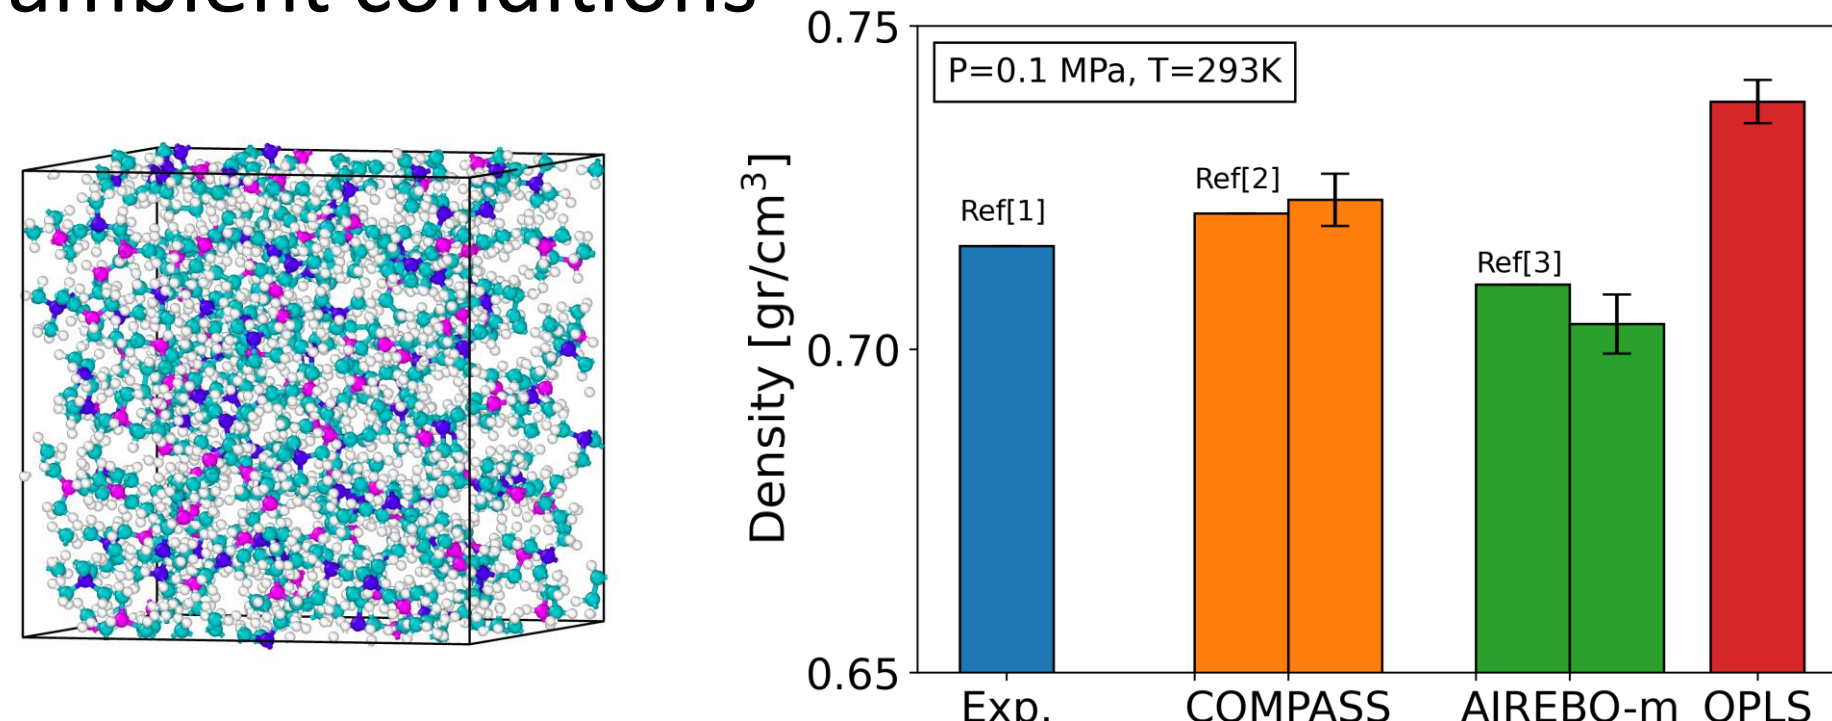 ambient conditions
0.75
P=0.1 MPa, T=293K
Ref[2]
Ref[1]
Ref[3]
0.70
Density [gr/cm³]
0.65
Exp. COMPASS AIREBO-m OPLS